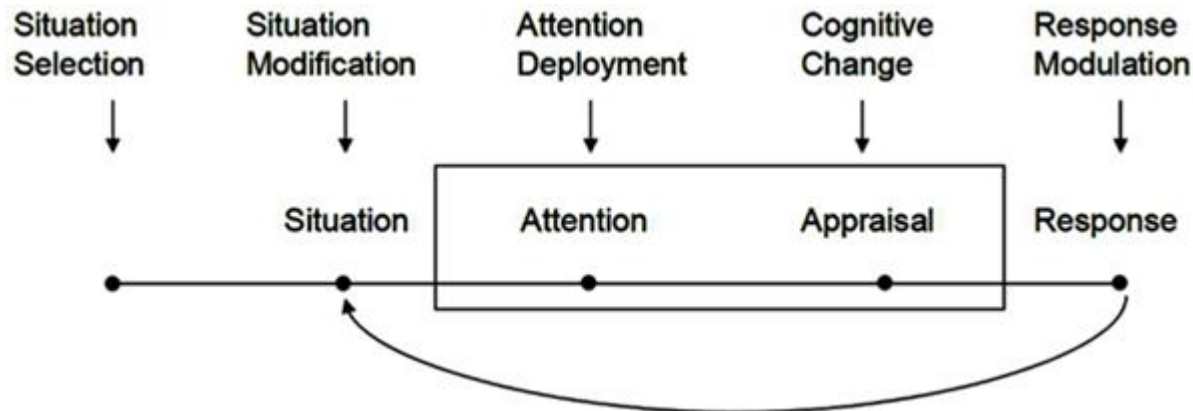 Situation Selection
Situation Modification
Attention Deployment
Cognitive Change
Response Modulation
Situation
Attention
Appraisal
Response